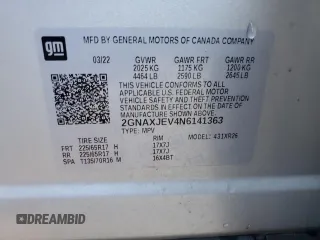 gm
MFD BY GENERAL MOTORS OF CANADA COMPANY
03/22 GVWR GAWR FRT GAWR RR
2025 KG 1175 KG 1200 KG
4464 LB 2590 LB 2645 LB
THIS VEHICLE CONFORMS TO ALL
APPLICABLE U.S. FEDERAL MOTOR
VEHICLE SAFETY AND THEFT
PREVENTION STANDARDS IN EFFECT
ON THE DATE OF MANUFACTURE
SHOWN ABOVE.
2GNAXJEV4N6141363
TYPE: MPV MODEL: 
TIRE SIZE RIM
FRT 225/65R17 H 17X7J
RR 225/65R17 H 17X7J
SPA T135/70R16 M 16X4BT